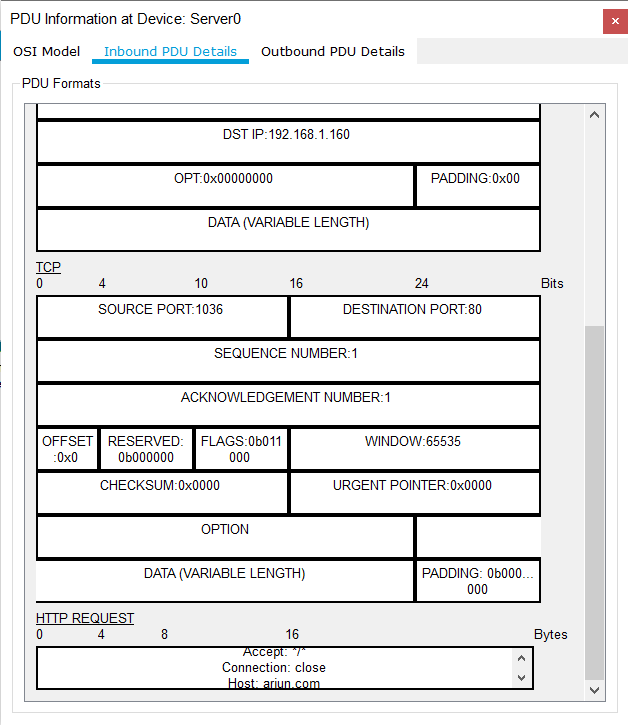 PDU Information at Device: Server0
OSI Model Inbound PDU Details Outbound PDU Details
PDU Formats
DST IP:192.168.1.160
OPT:0x00000000 PADDING:0x00
DATA (VARIABLE LENGTH)
TCP
0 4 10 16 24 Bits
SOURCE PORT:1036 DESTINATION PORT:80
SEQUENCE NUMBER:1
ACKNOWLEDGEMENT NUMBER:1
OFFSET RESERVED: FLAGS:0b011 WINDOW:65535
:0x0 0b000000 000
CHECKSUM:0x0000 URGENT POINTER:0x0000
OPTION
DATA (VARIABLE LENGTH) PADDING: 0b000...
000
HTTP REQUEST
0 4 8 16 Bytes
Accept: */*
Connection: close
Host: arjun.com